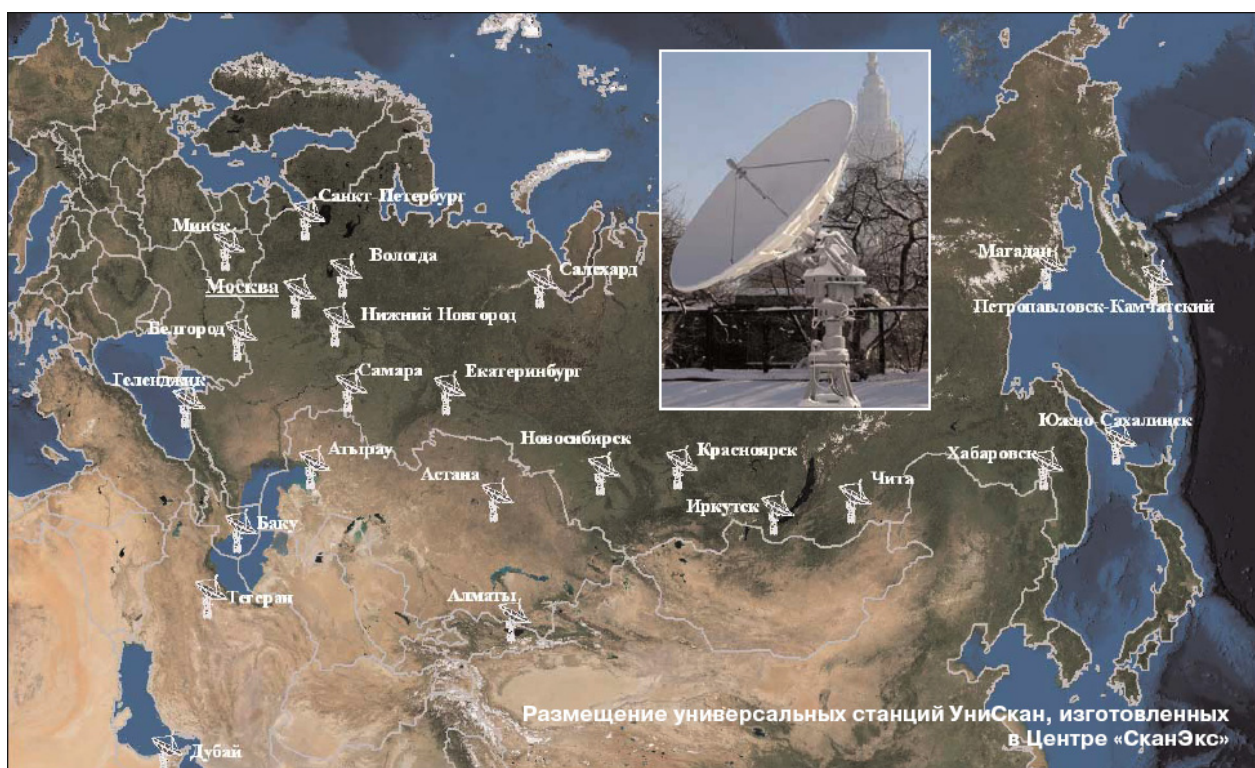 Санкт-Петербург
Минск
Вологда
Салехард
Москва
Магадан
Нижний Новгород
Петропавловск-Камчатский
Белгород
Геленджик
Самара
Екатеринбург
Южно-Сахалинск
Новосибирск
Красноярск
Хабаровск
Атырау
Астана
Чита
Иркутск
Баку
Тегеран
Алматы
Размещение универсальных станций УниСкан, изготовленных
в Центре «СканЭкс»
Дубай